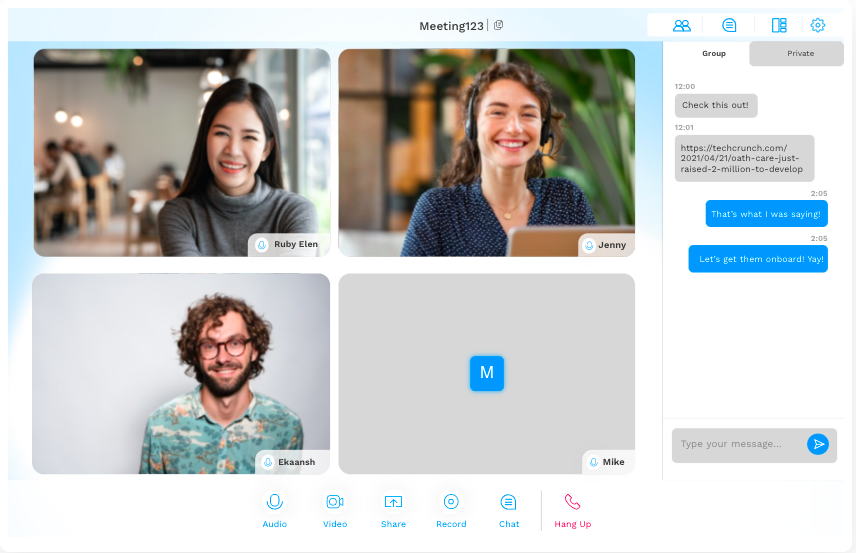 Meeting123
Group
Private
12:00
Check this out!
12:01
https://techcrunch.com/
2021/04/21/oath-care-just-
raised-2-million-to-develop
2:05
That's what I was saying!
2:05
Let's get them onboard! Yay!
Type your message...
Ruby Elen
Jenny
Ekaansh
M
Mike
Audio
Video
Share
Record
Chat
Hang Up